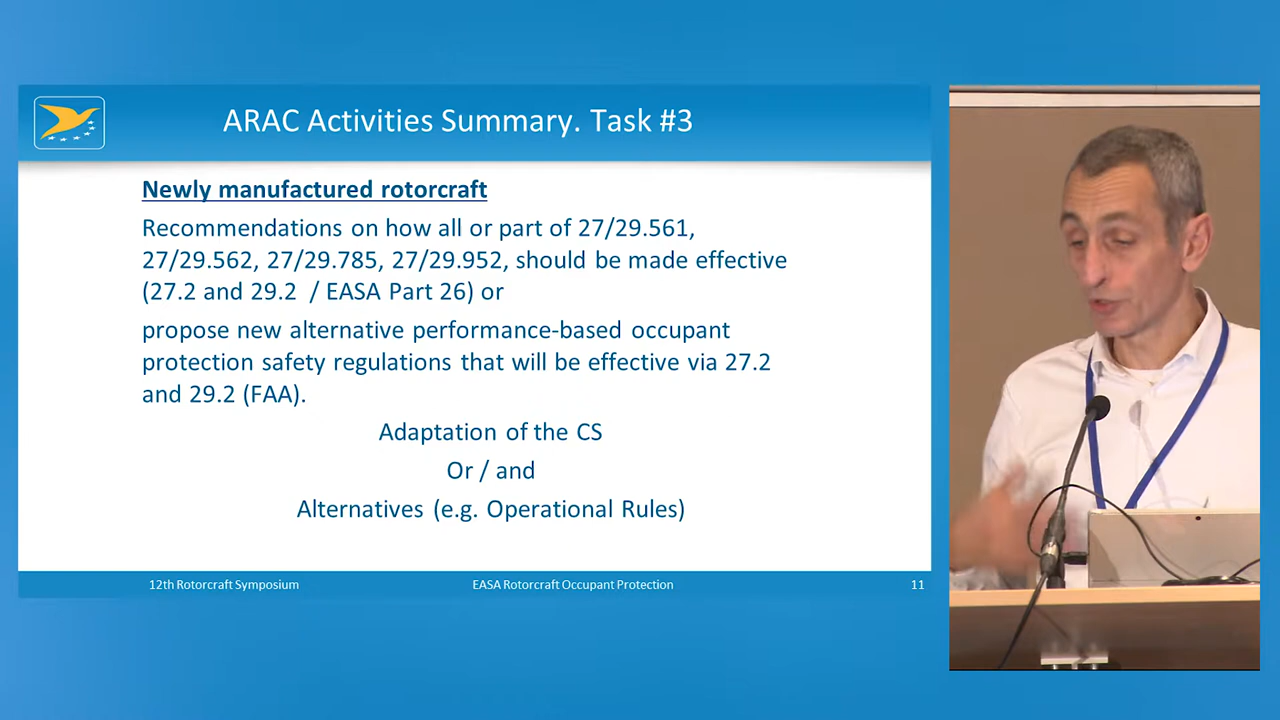 ARAC Activities Summary. Task #3
Newly manufactured rotorcraft
Recommendations on how all or part of 27/29.561,
27/29.562, 27/29.785, 27/29.952, should be made effective
(27.2 and 29.2 / EASA Part 26) or
propose new alternative performance-based occupant
protection safety regulations that will be effective via 27.2
and 29.2 (FAA).
Adaptation of the CS
Or / and
Alternatives (e.g. Operational Rules)
12th Rotorcraft Symposium
EASA Rotorcraft Occupant Protection
11